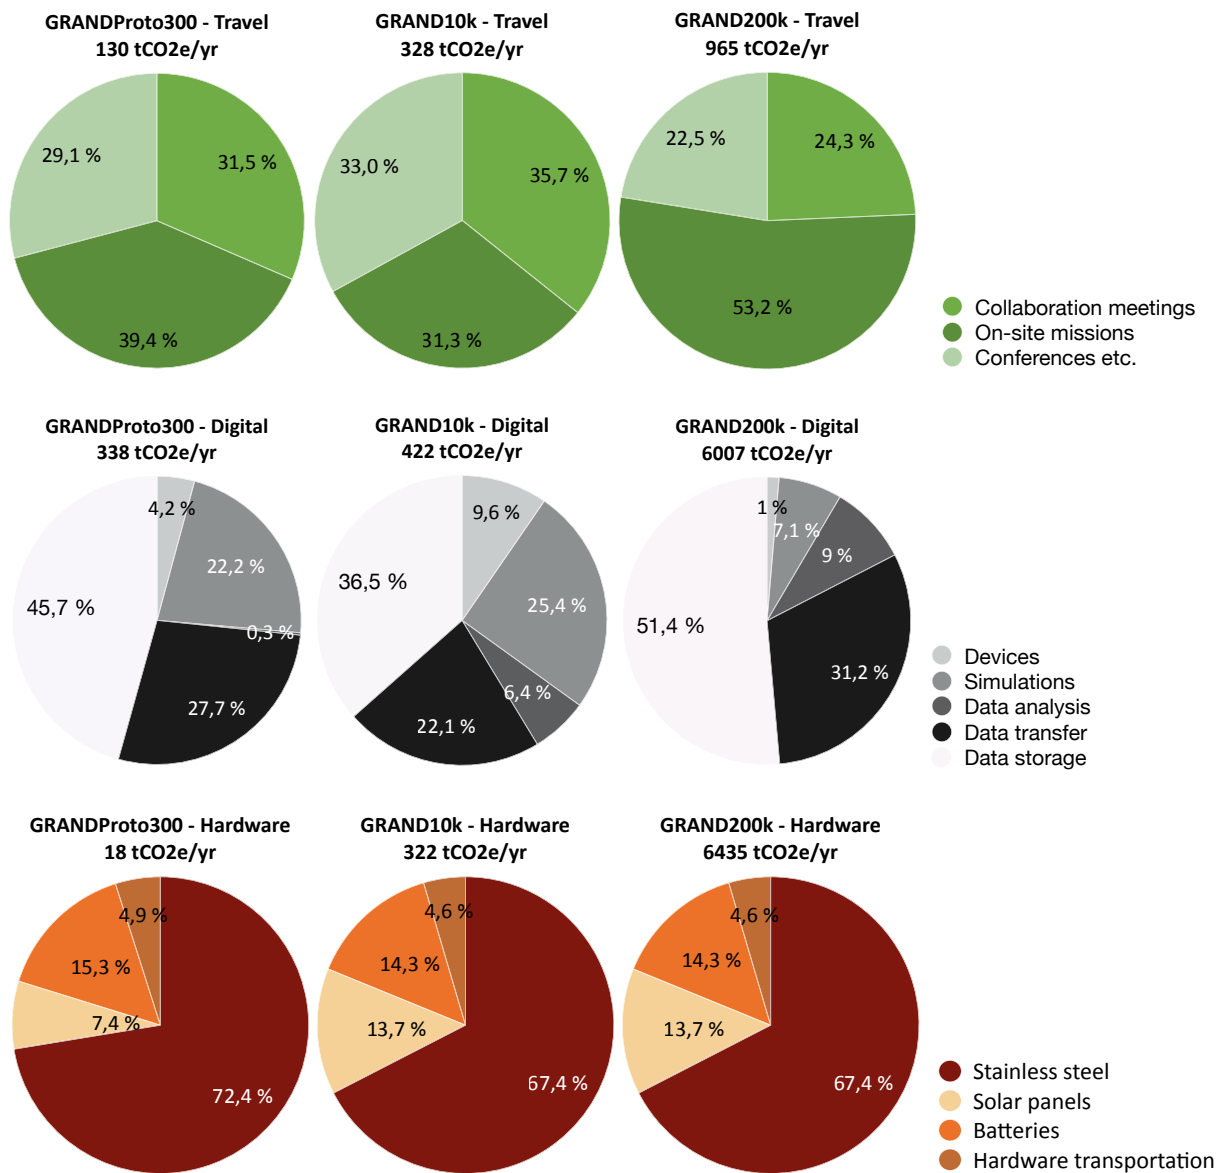 GRANDProto300 - Travel
130 tCO2e/yr
GRAND10k - Travel
328 tCO2e/yr
GRAND200k - Travel
965 tCO2e/yr
29,1 %
31,5 %
39,4 %
33,0 %
35,7 %
31,3 %
22,5 %
24,3 %
53,2 %
Collaboration meetings
On-site missions
Conferences etc.
GRANDProto300 - Digital
338 tCO2e/yr
GRAND10k - Digital
422 tCO2e/yr
GRAND200k - Digital
6007 tCO2e/yr
4,2 %
22,2 %
45,7 %
0,3 %
27,7 %
9,6 %
36,5 %
25,4 %
6,4 %
22,1 %
1 %
7,1 %
9 %
51,4 %
31,2 %
Devices
Simulations
Data analysis
Data transfer
Data storage
GRANDProto300 - Hardware
18 tCO2e/yr
GRAND10k - Hardware
322 tCO2e/yr
GRAND200k - Hardware
6435 tCO2e/yr
4,9 %
15,3 %
7,4 %
72,4 %
4,6 %
14,3 %
13,7 %
67,4 %
4,6 %
14,3 %
13,7 %
67,4 %
Stainless steel
Solar panels
Batteries
Hardware transportation